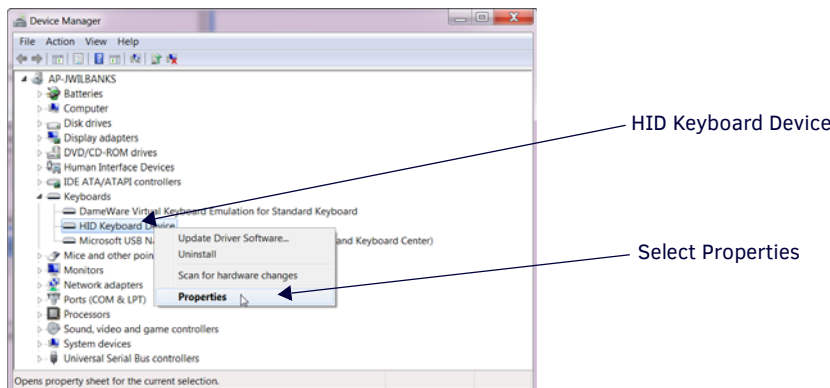 Device Manager
File Action View Help
AP-JWILBANKS
Batteries
Computer
Disk drives
Display adapters
DVD/CD-ROM drives
Human Interface Devices
IDE ATA/ATAPI controllers
Keyboards
DameWare Virtual Keyboard Emulation for Standard Keyboard
HID Keyboard Device
HID Keyboard Device
Microsoft USB Na and Keyboard Center)
Update Driver Software...
Uninstall
Scan for hardware changes
Properties
Select Properties
Mice and other poin
Monitors
Network adapters
Ports (COM & LPT)
Processors
Sound, video and game controllers
System devices
Universal Serial Bus controllers
Opens property sheet for the current selection.